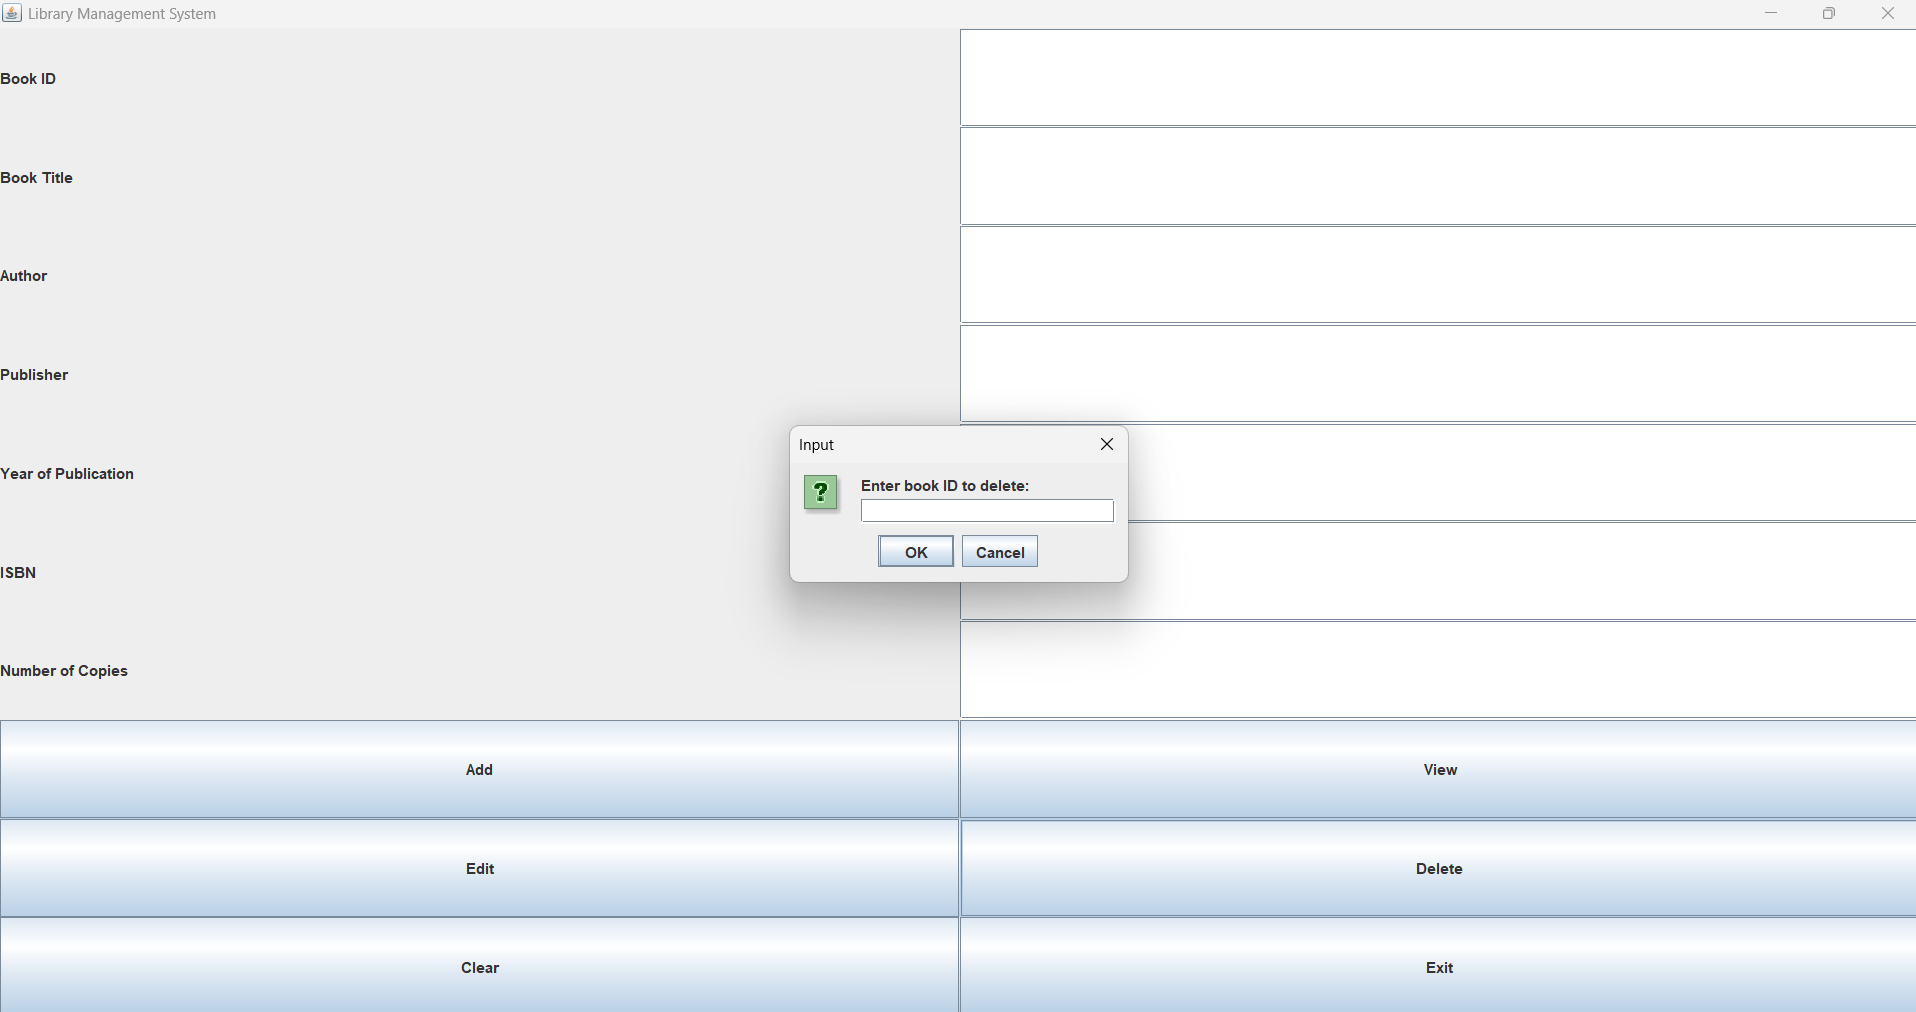 Library Management System
Book ID
Book Title
Author
Publisher
Year of Publication
ISBN
Number of Copies
Input
?
Enter book ID to delete:
OK Cancel
Add View
Edit Delete
Clear Exit